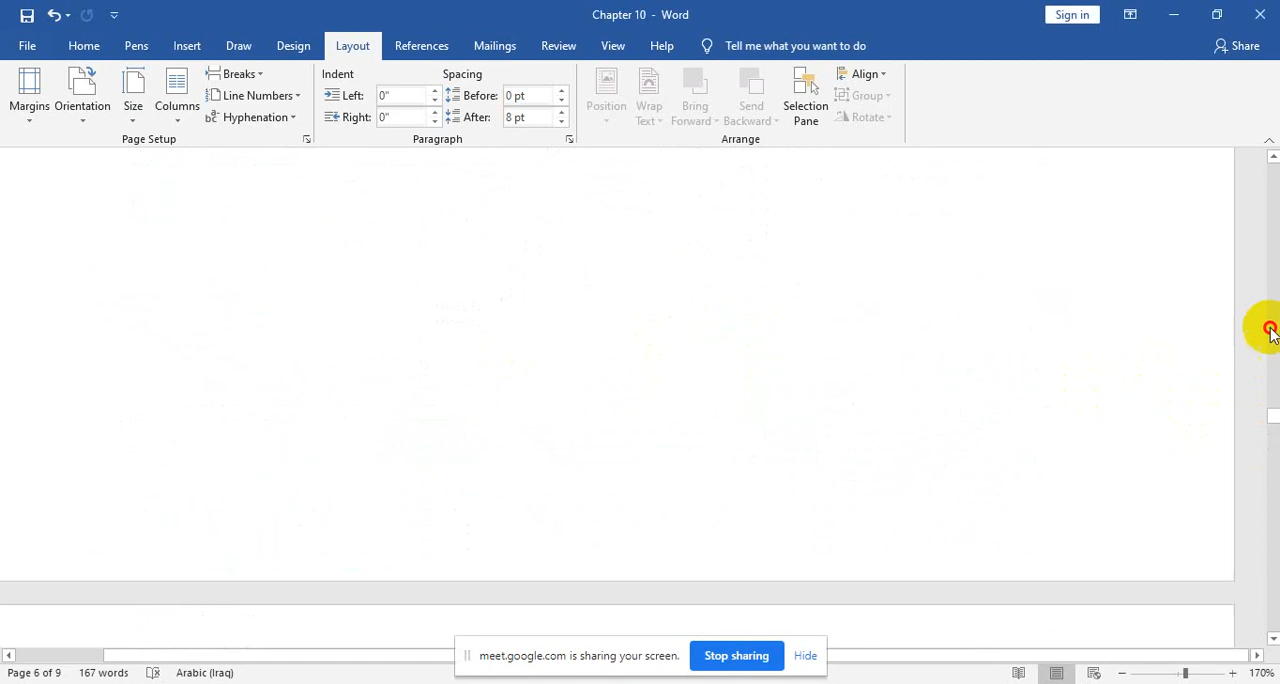 Chapter 10 - Word
Sign in
File Home Pens Insert Draw Design Layout References Mailings Review View Help Tell me what you want to do Share
Margins
Orientation
Size
Columns
Breaks
Line Numbers
Hyphenation
Page Setup
Indent
Left: 0"
Right: 0"
Spacing
Before: 0 pt
After: 8 pt
Paragraph
Position
Wrap Text
Bring Forward
Send Backward
Selection Pane
Align
Group
Rotate
Arrange
meet.google.com is sharing your screen. Stop sharing Hide
Page 6 of 9 167 words Arabic (Iraq) 170%